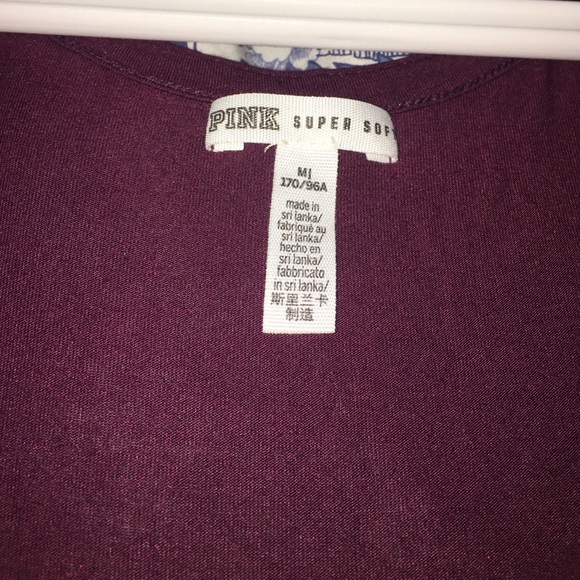 PINK SUPER SOF
M|
170/96A
made in
sri lanka/
fabriqué au
sri lanka/
hecho en
sri lanka/
fabbricato
in sri lanka/
斯里兰卡
制造